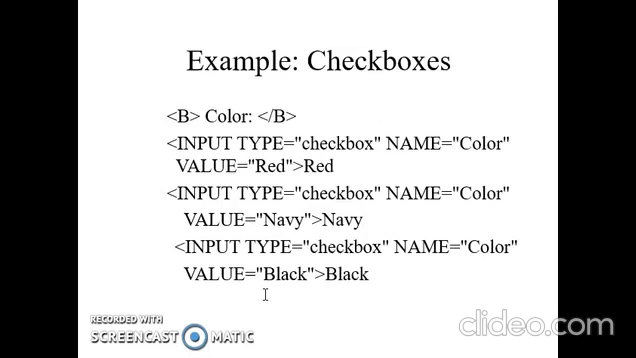 Example: Checkboxes
<B> Color: </B>
<INPUT TYPE="checkbox" NAME="Color"
VALUE="Red">Red
<INPUT TYPE="checkbox" NAME="Color"
VALUE="Navy">Navy
<INPUT TYPE="checkbox" NAME="Color"
VALUE="Black">Black
RECORDED WITH
SCREENCAST MATIC
clideo.com